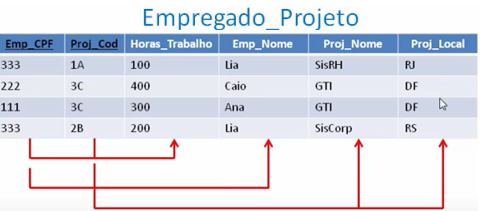 Empregado_Projeto
Emp_CPF Proj_Cod Horas_Trabalho Emp_Nome Proj_Nome Proj_Local
333 1A 100 Lia SisRH RJ
222 3C 400 Caio GTI DF
111 3C 300 Ana GTI DF
333 2B 200 Lia SisCorp RS